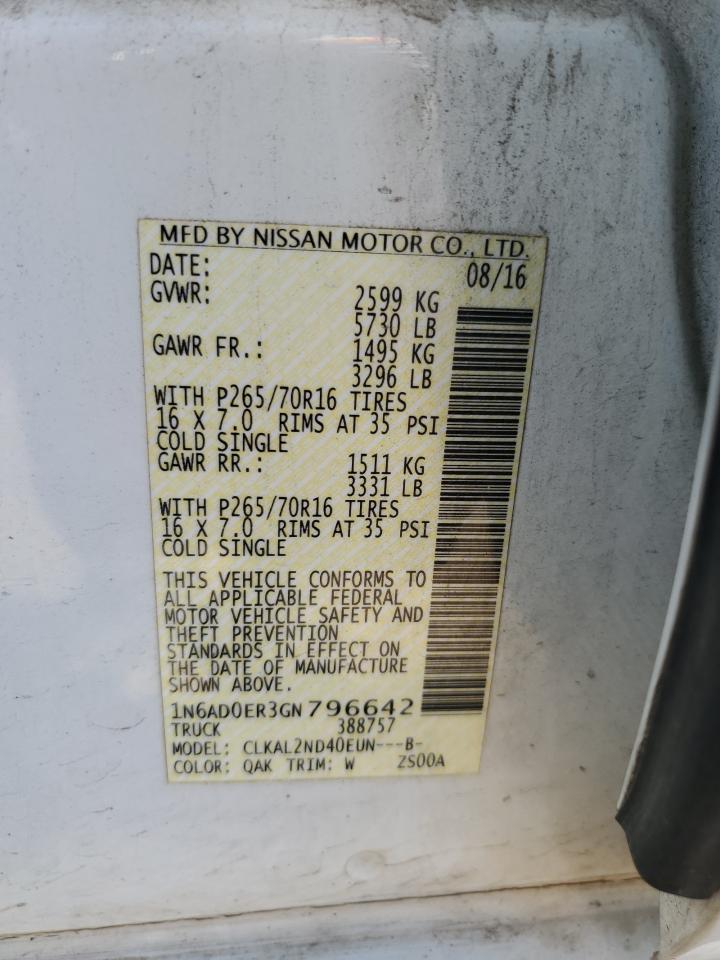 MFD BY NISSAN MOTOR CO., LTD.
DATE: 08/16
GVWR: 2599 KG
5730 LB
GAWR FR.: 1495 KG
3296 LB
WITH P265/70R16 TIRES
16 X 7.0 RIMS AT 35 PSI
COLD SINGLE
GAWR RR.: 1511 KG
3331 LB
WITH P265/70R16 TIRES
16 X 7.0 RIMS AT 35 PSI
COLD SINGLE
THIS VEHICLE CONFORMS TO
ALL APPLICABLE FEDERAL
MOTOR VEHICLE SAFETY AND
THEFT PREVENTION
STANDARDS IN EFFECT ON
THE DATE OF MANUFACTURE
SHOWN ABOVE.
1N6AD0ER3GN796642
TRUCK 388757
MODEL: CLKAL2ND40EUN---B-
COLOR: QAK TRIM: W ZS00A